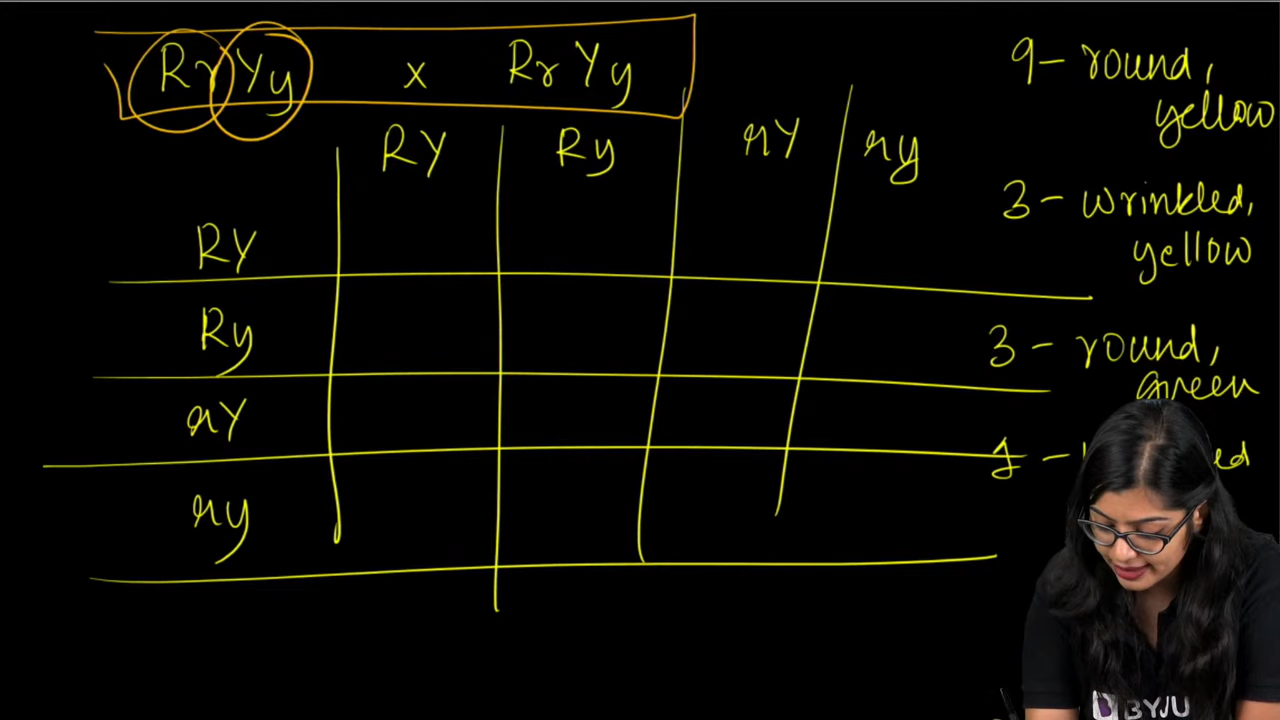 RrYy x RrYy
RY Ry rY ry
RY
Ry
rY
ry
9- round,
yellow
3- wrinkled,
yellow
3- round,
green
1-
BYJU